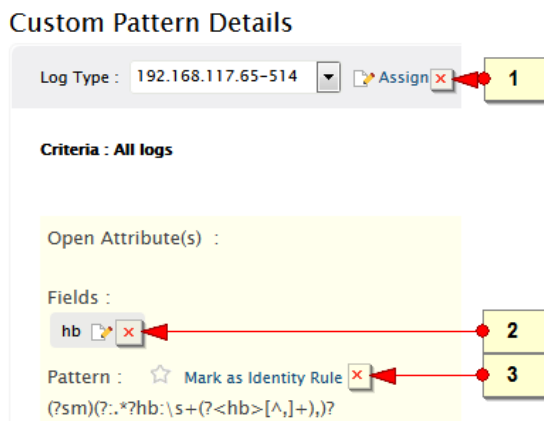 Custom Pattern Details
Log Type : 192.168.117.65-514 Assign 1
Criteria : All logs
Open Attribute(s) :
Fields :
hb 2
Pattern : Mark as Identity Rule 3
(?sm)(?:.*?hb:\s+(?<hb>[^,]+),)?